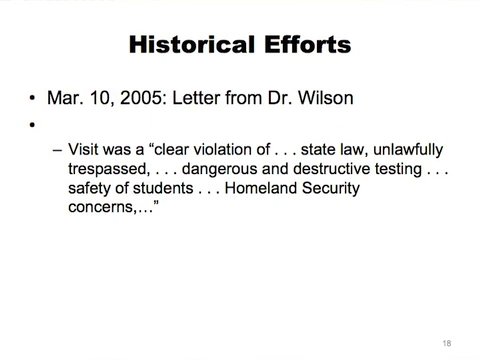 Historical Efforts
• Mar. 10, 2005: Letter from Dr. Wilson
•
– Visit was a “clear violation of . . . state law, unlawfully
trespassed, . . . dangerous and destructive testing . . .
safety of students . . . Homeland Security
concerns,…”
18